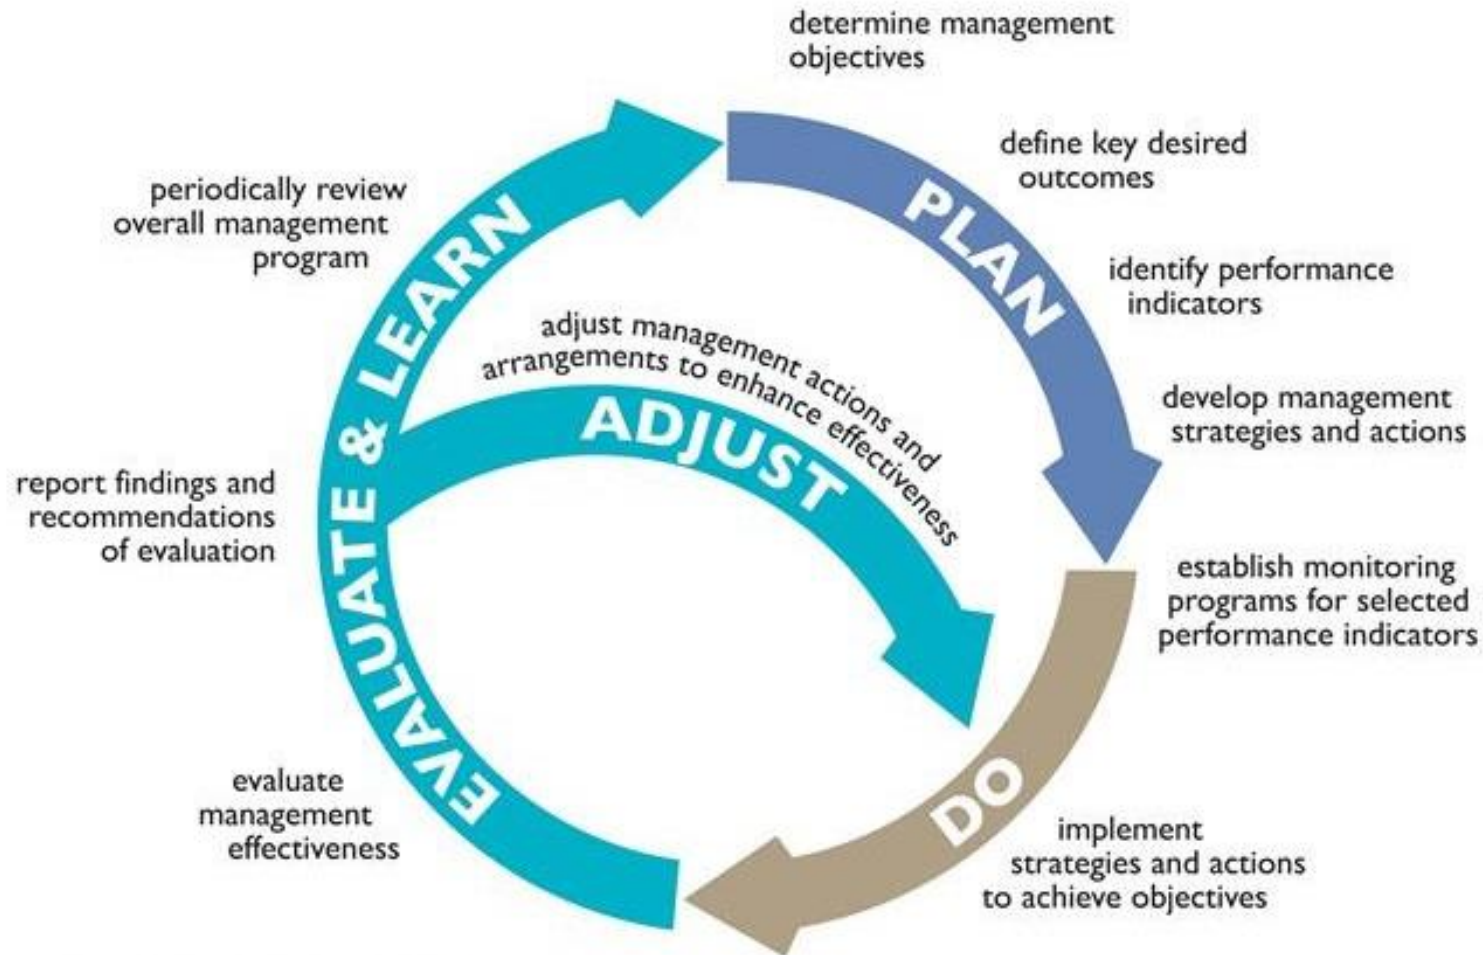 determine management
objectives
define key desired
outcomes
PLAN
identify performance
indicators
develop management
strategies and actions
establish monitoring
programs for selected
performance indicators
DO
implement
strategies and actions
to achieve objectives
evaluate
management
effectiveness
EVALUATE & LEARN
report findings and
recommendations
of evaluation
periodically review
overall management
program
adjust management actions and
arrangements to enhance effectiveness
ADJUST